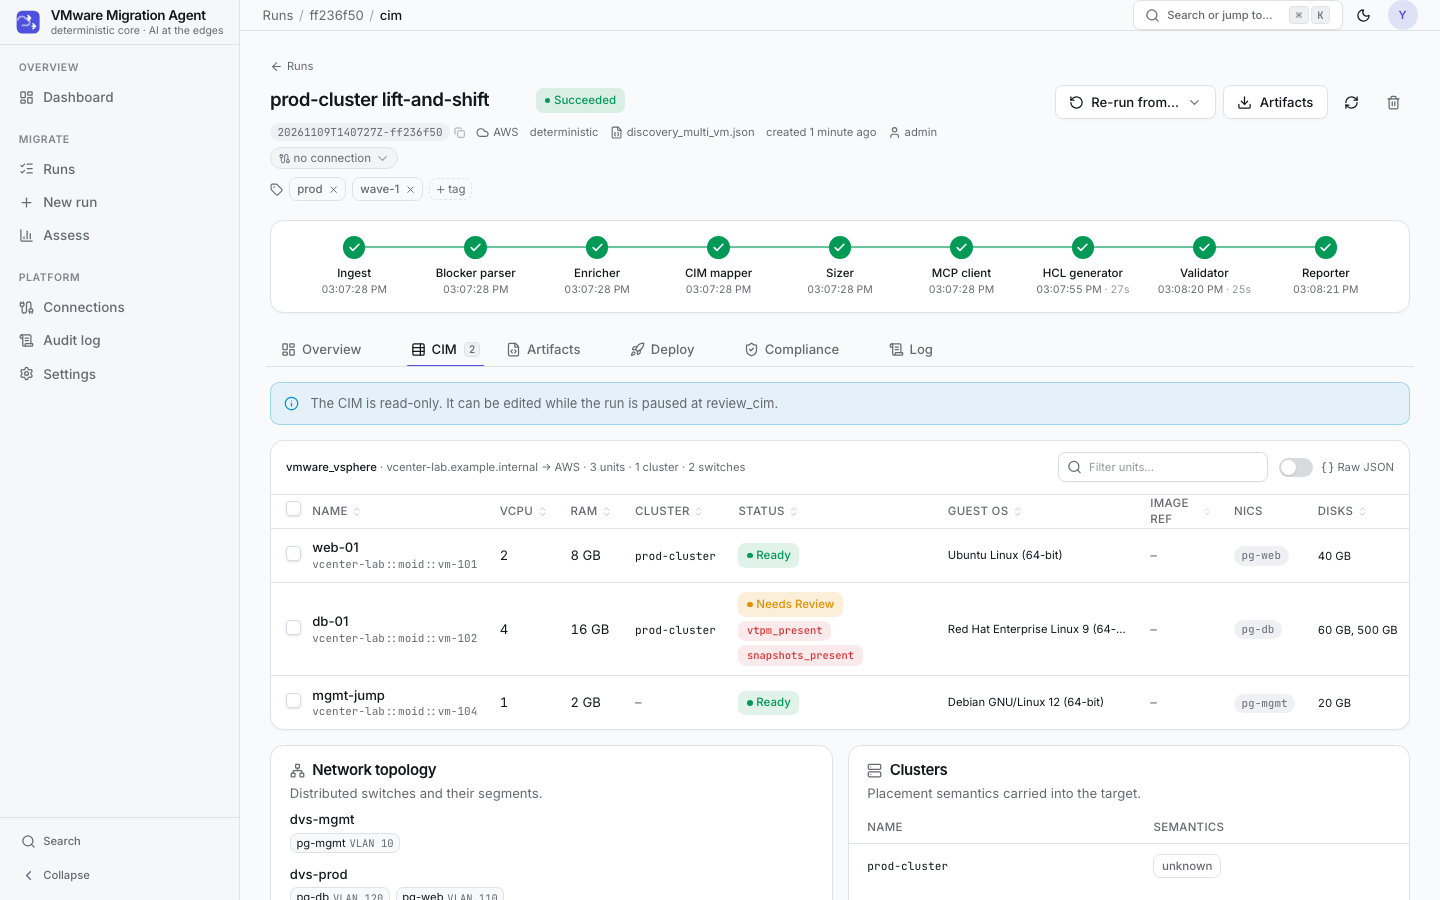 VMware Migration Agent
deterministic core · AI at the edges
Runs / ff236f50 / cim
Search or jump to... ⌘ K
Y
OVERVIEW
Dashboard
MIGRATE
Runs
New run
Assess
PLATFORM
Connections
Audit log
Settings
Search
Collapse
← Runs
prod-cluster lift-and-shift
Succeeded
Re-run from...
Artifacts
20261109T140727Z-ff236f50
AWS
deterministic
discovery_multi_vm.json
created 1 minute ago
admin
no connection
prod ×
wave-1 ×
+ tag
Ingest
03:07:28 PM
Blocker parser
03:07:28 PM
Enricher
03:07:28 PM
CIM mapper
03:07:28 PM
Sizer
03:07:28 PM
MCP client
03:07:28 PM
HCL generator
03:07:55 PM · 27s
Validator
03:08:20 PM · 25s
Reporter
03:08:21 PM
Overview
CIM 2
Artifacts
Deploy
Compliance
Log
The CIM is read-only. It can be edited while the run is paused at review_cim.
vmware_vsphere · vcenter-lab.example.internal → AWS · 3 units · 1 cluster · 2 switches
Filter units...
{ } Raw JSON
NAME VCPU RAM CLUSTER STATUS GUEST OS IMAGE REF NICS DISKS
web-01
vcenter-lab::moid::vm-101
2
8 GB
prod-cluster
Ready
Ubuntu Linux (64-bit)
–
pg-web
40 GB
db-01
vcenter-lab::moid::vm-102
4
16 GB
prod-cluster
Needs Review
vtpm_present
snapshots_present
Red Hat Enterprise Linux 9 (64-...
–
pg-db
60 GB, 500 GB
mgmt-jump
vcenter-lab::moid::vm-104
1
2 GB
–
Ready
Debian GNU/Linux 12 (64-bit)
–
pg-mgmt
20 GB
Network topology
Distributed switches and their segments.
dvs-mgmt
pg-mgmt VLAN 10
dvs-prod
pg-db VLAN 120
pg-web VLAN 110
Clusters
Placement semantics carried into the target.
NAME SEMANTICS
prod-cluster unknown